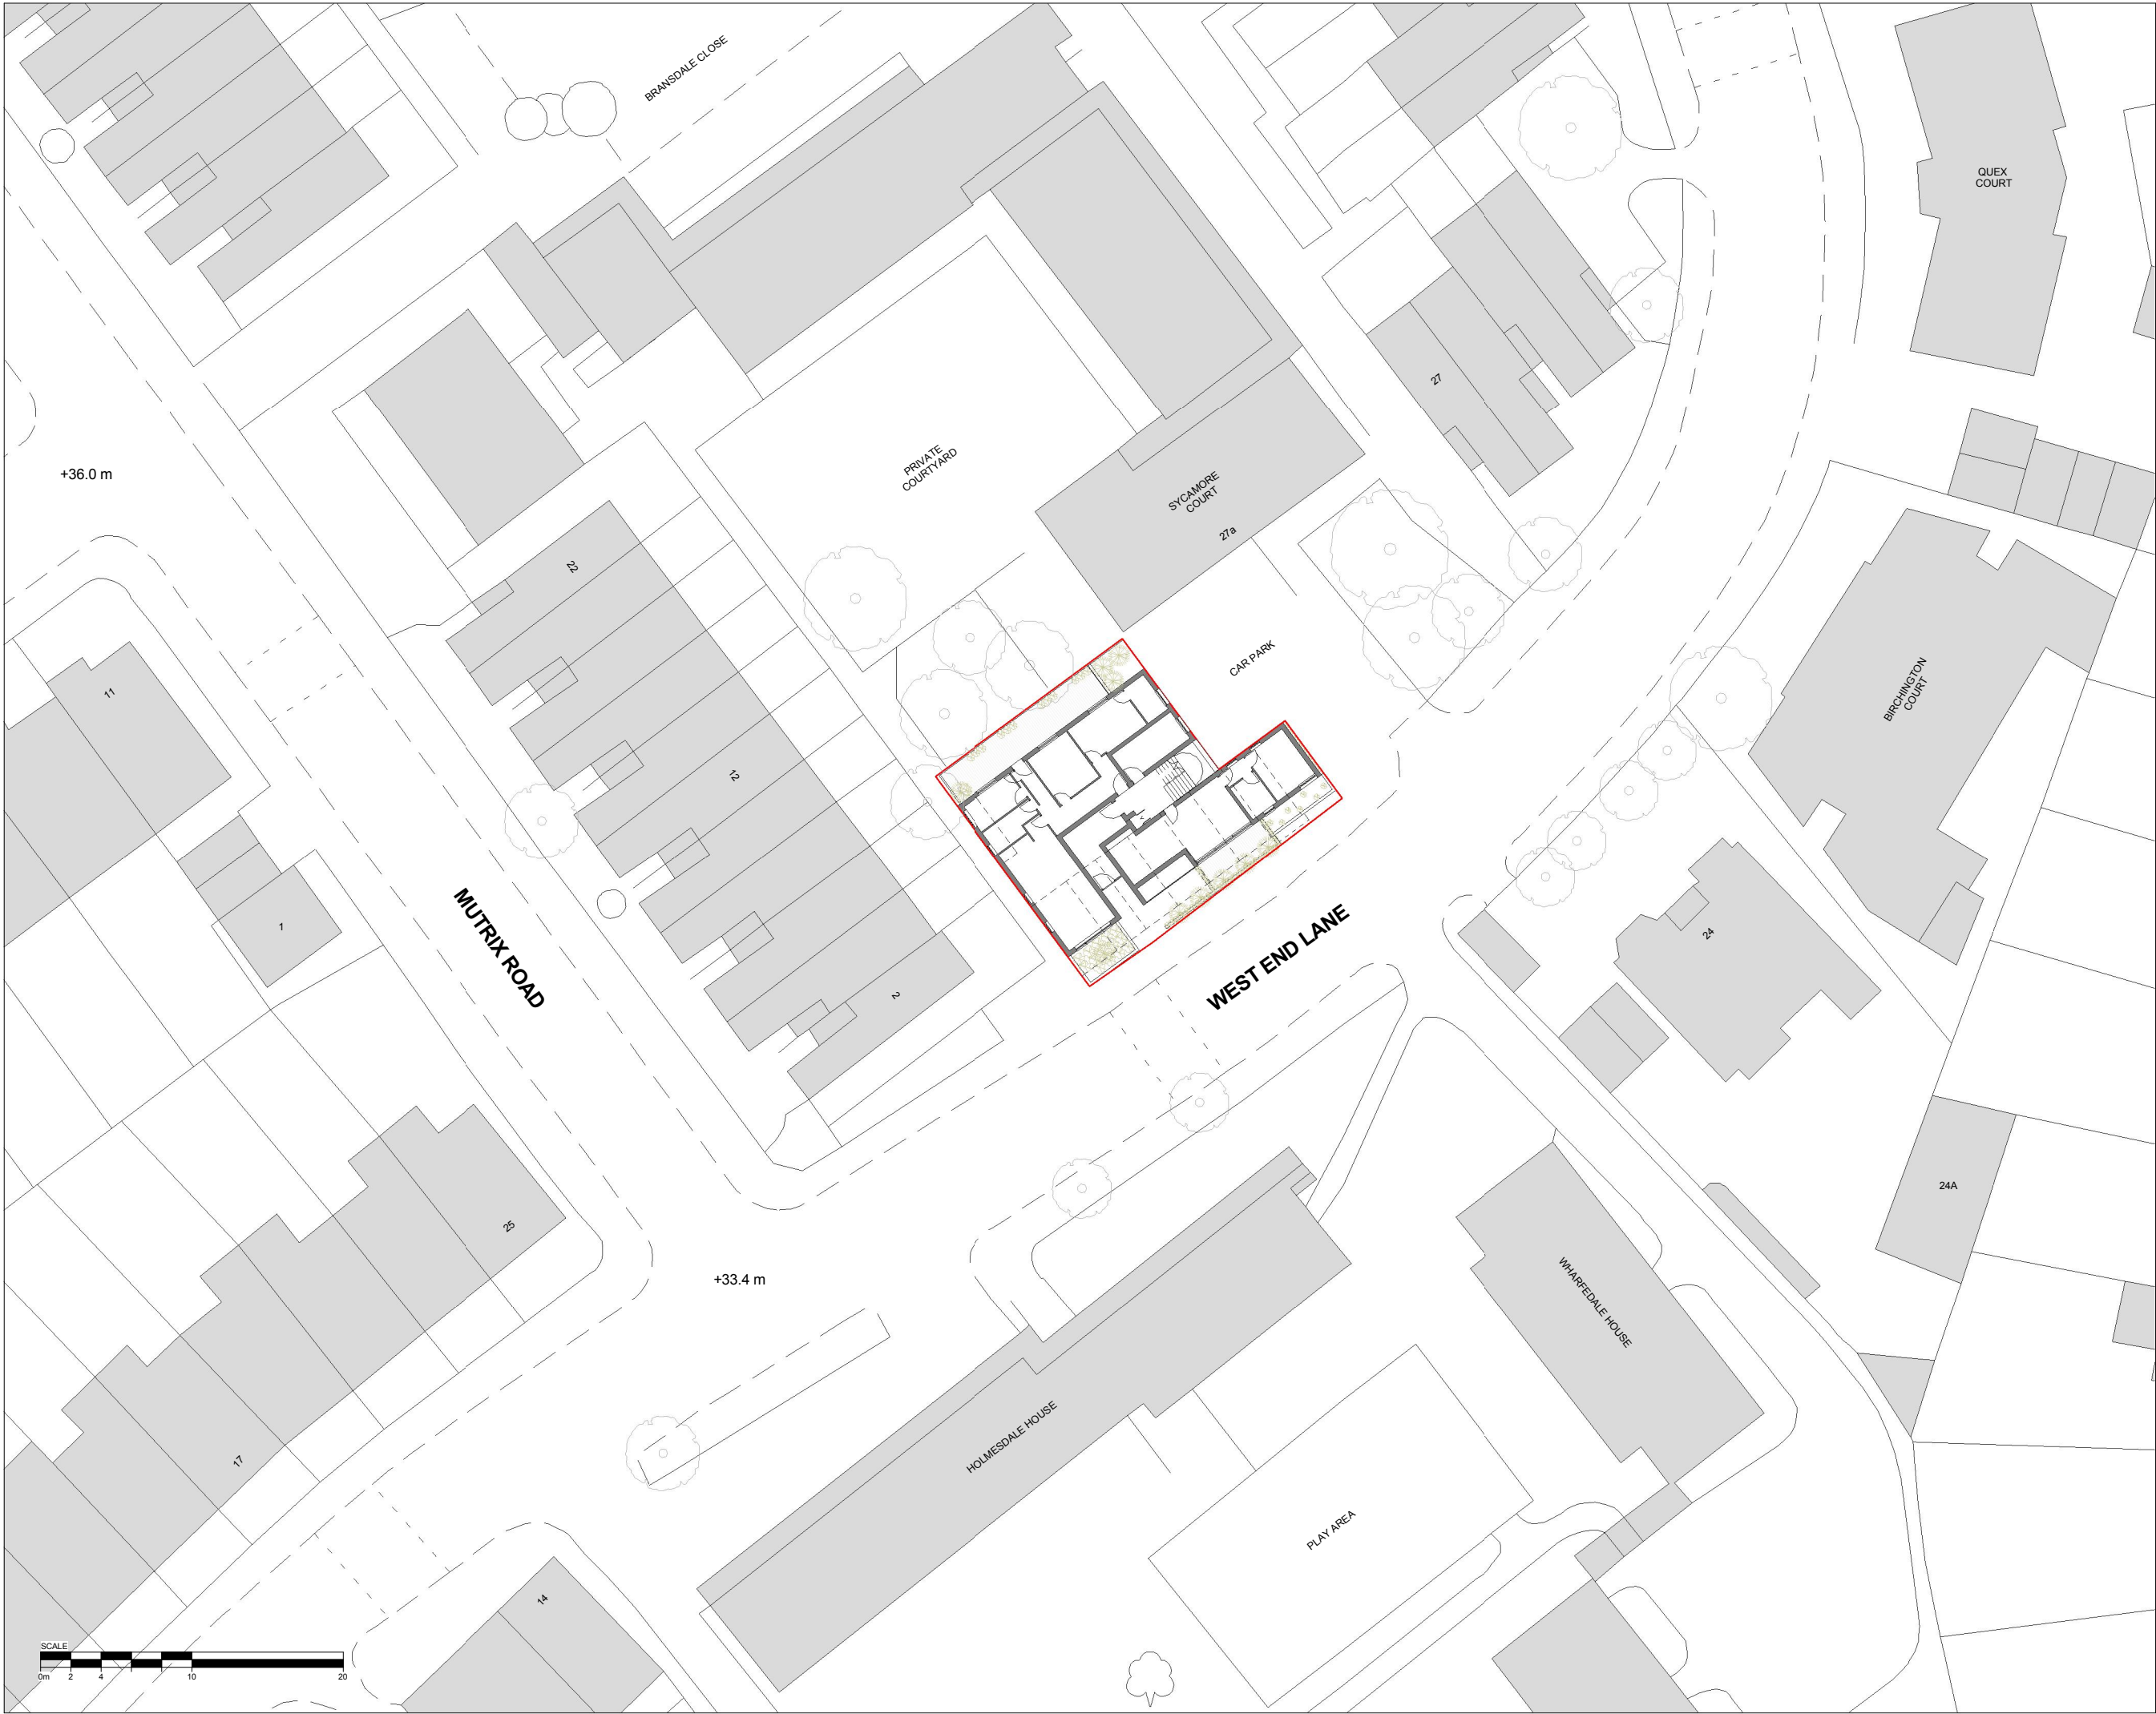 BRANSDALE CLOSE
QUEX
COURT
27
PRIVATE
COURTYARD
+36.0 m
SYCAMORE
COURT
27a
22
CAR PARK
11
BIRCHINGTON
COURT
12
1
MUTRIX ROAD
WEST END LANE
24
2
24A
25
+33.4 m
WHARFEDALE HOUSE
HOLMESDALE HOUSE
17
PLAY AREA
14
SCALE
0m 2 4 10 20